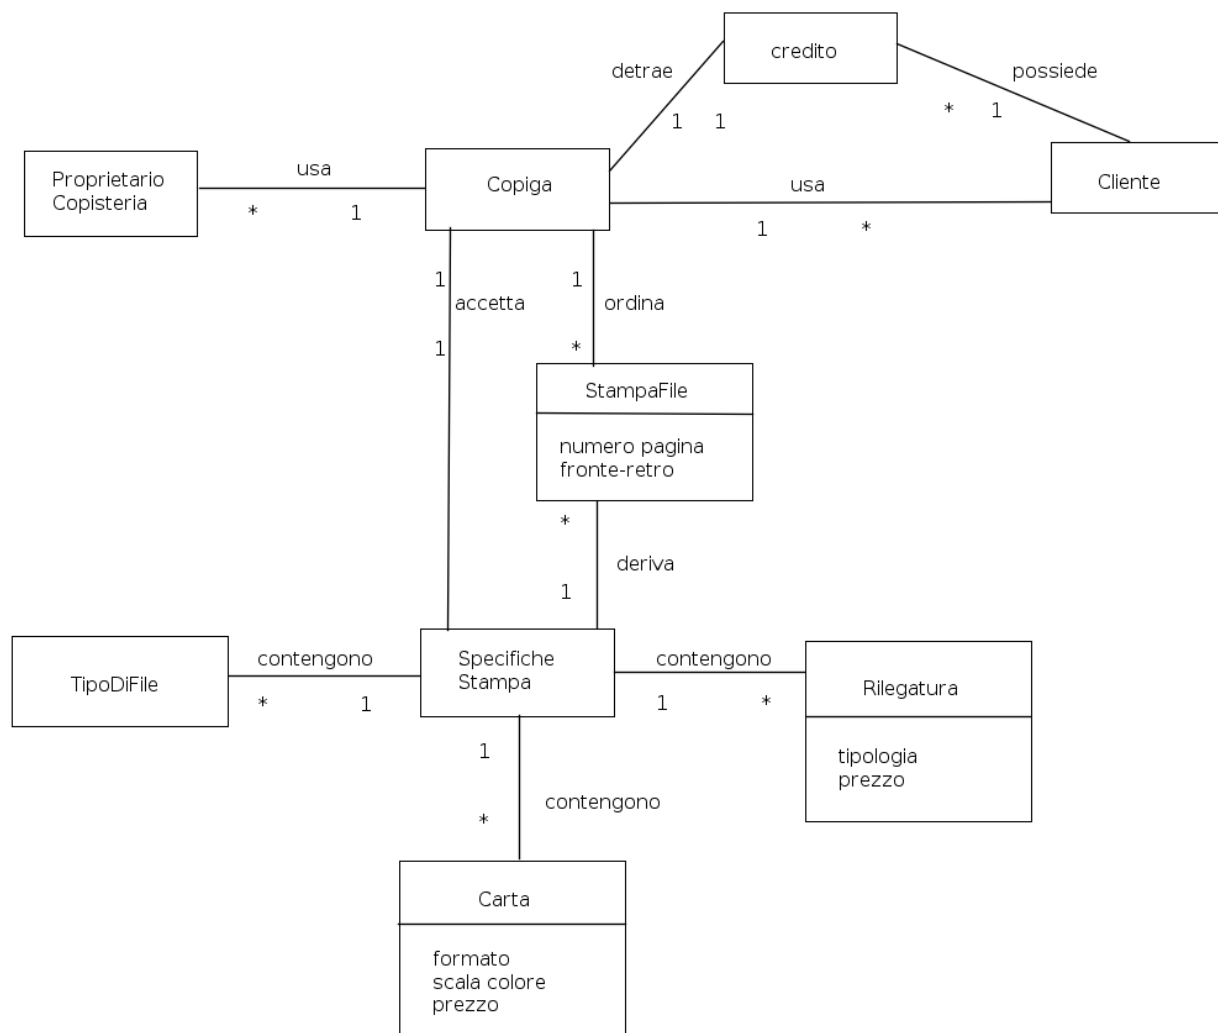 credito
detrae
possiede
1 1
* 1
Proprietario
Copisteria
usa
* 1
Copiga
usa
1 *
Cliente
1
accetta
1
1
ordina
*
StampaFile
numero pagina
fronte-retro
*
deriva
1
TipoDiFile
contengono
* 1
Specifiche
Stampa
contengono
1 *
Rilegatura
tipologia
prezzo
1
contengono
*
Carta
formato
scala colore
prezzo